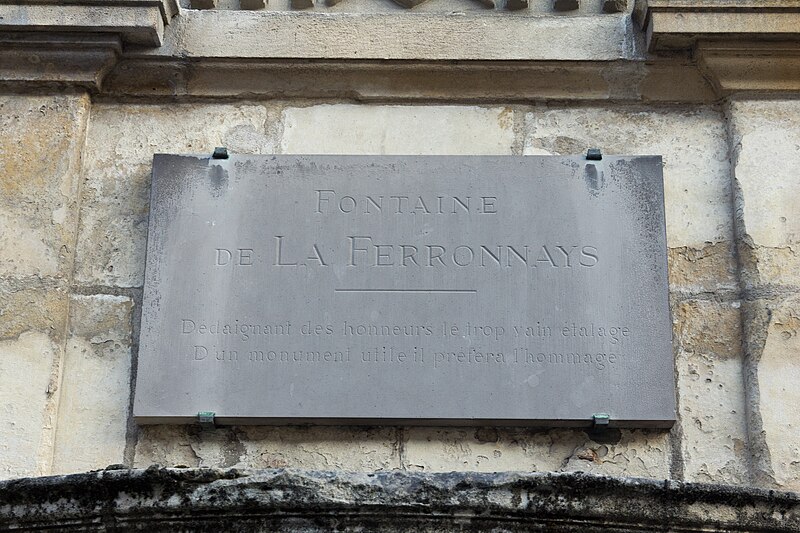 FONTAINE
DE LA FERRONNAYS
Dédaignant des honneurs le trop vain étalage
D'un monument utile il préféra l'hommage